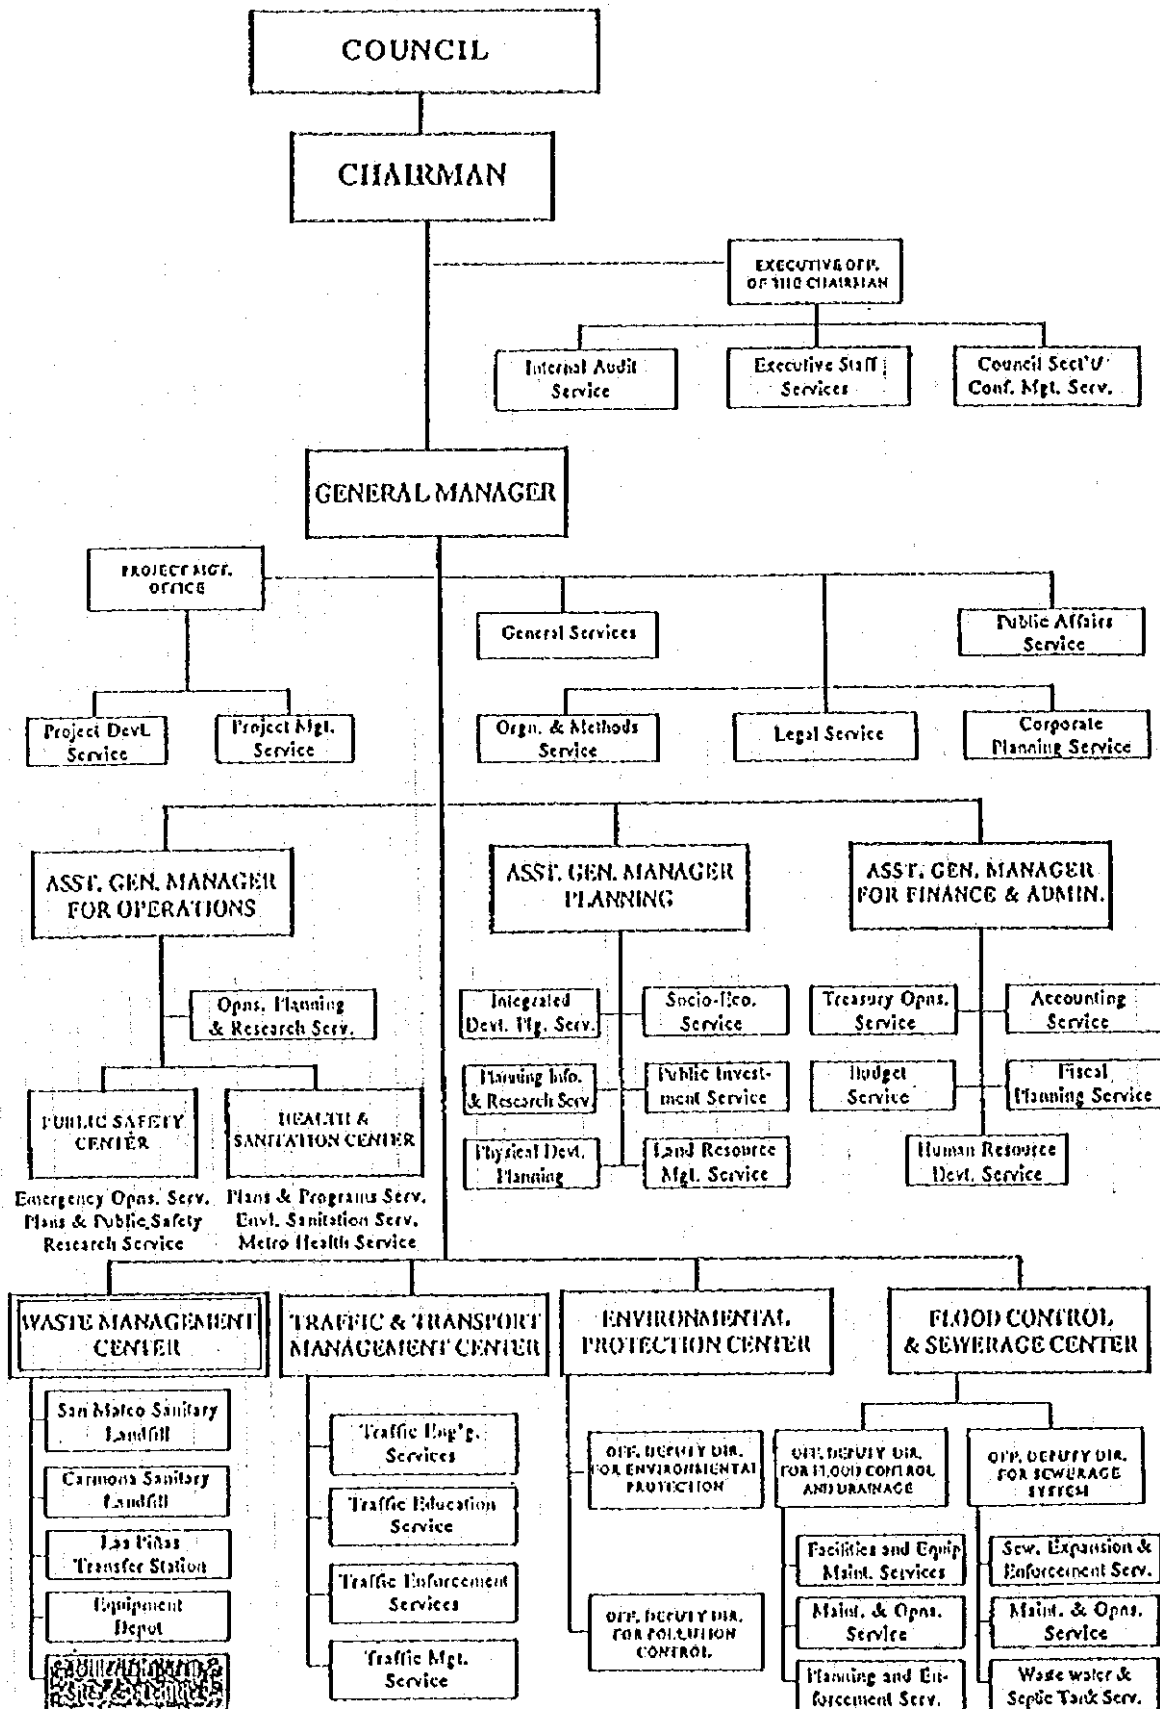 COUNCIL
CHAIRMAN
EXECUTIVE OFF.
OF THE CHAIRMAN
Internal Audit
Service
Executive Staff
Services
Council Sect'l/
Conf. Mgt. Serv.
GENERAL MANAGER
PROJECT MGT.
OFFICE
General Services
Public Affairs
Service
Project Devl.
Service
Project Mgt.
Service
Orgn. & Methods
Service
Legal Service
Corporate
Planning Service
ASST. GEN. MANAGER
FOR OPERATIONS
ASST. GEN. MANAGER
PLANNING
ASST. GEN. MANAGER
FOR FINANCE & ADMIN.
Opns. Planning
& Research Serv.
Integrated
Devt. Plg. Serv.
Socio-Eco.
Service
Treasury Opns.
Service
Accounting
Service
Planning Info.
& Research Serv.
Public Invest-
ment Service
Budget
Service
Fiscal
Planning Service
PUBLIC SAFETY
CENTER
HEALTH &
SANITATION CENTER
Physical Devt.
Planning
Land Resource
Mgt. Service
Human Resource
Devt. Service
Emergency Opns. Serv.
Plans & Public Safety
Research Service
Plans & Programs Serv.
Envl. Sanitation Serv.
Metro Health Service
WASTE MANAGEMENT
CENTER
TRAFFIC & TRANSPORT
MANAGEMENT CENTER
ENVIRONMENTAL
PROTECTION CENTER
FLOOD CONTROL
& SEWERAGE CENTER
San Mateo Sanitary
Landfill
Carmona Sanitary
Landfill
Las Piñas
Transfer Station
Equipment
Depot
Traffic Eng'g.
Services
Traffic Education
Service
Traffic Enforcement
Services
Traffic Mgt.
Service
OFF. DEPUTY DIR.
FOR ENVIRONMENTAL
PROTECTION
OFF. DEPUTY DIR.
FOR POLLUTION
CONTROL
OFF. DEPUTY DIR.
FOR FLOOD CONTROL
AND DRAINAGE
OFF. DEPUTY DIR.
FOR SEWERAGE
SYSTEM
Facilities and Equip
Maint. Services
Maint. & Opns.
Service
Planning and En-
forcement Serv.
Sew. Expansion &
Enforcement Serv.
Maint. & Opns.
Service
Waste water &
Septic Tank Serv.